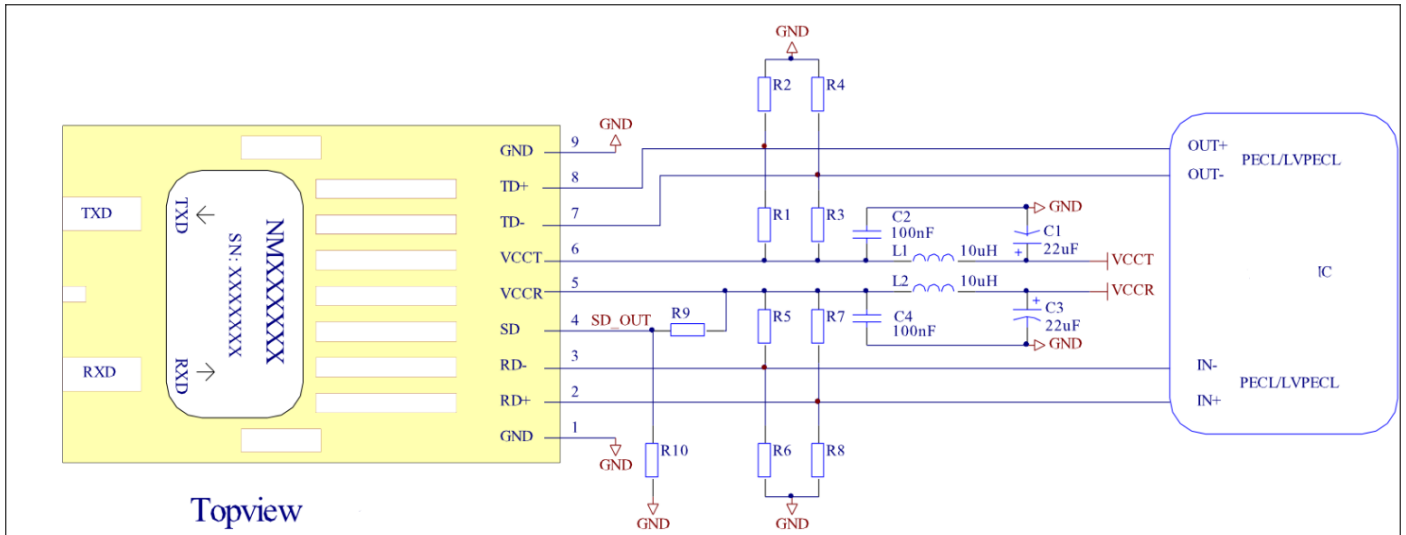 GND
R2
R4
GND
GND
9
TD+
8
TD-
7
VCCT
6
VCCR
5
SD
4
RD-
3
RD+
2
GND
1
TXD
RXD
TXD
RXD
NMXXXXXX
SN: XXXXXXX
R1
R3
C2
100nF
L1
10uH
GND
C1
22uF
+
VCCT
L2
10uH
VCCR
SD_OUT
R9
R5
R7
C4
100nF
+
C3
22uF
GND
GND
R10
GND
R6
R8
GND
OUT+
PECL/LVPECL
OUT-
IC
IN-
PECL/LVPECL
IN+
Topview